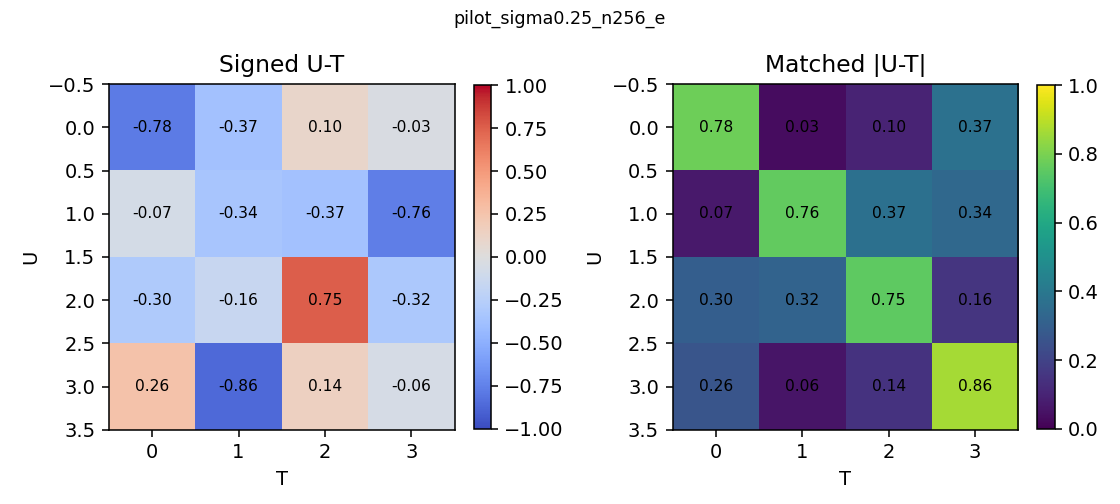 pilot_sigma0.25_n256_e
Signed U-T
−0.5
0.0
0.5
1.0
1.5
2.0
2.5
3.0
3.5
U
-0.78 -0.37 0.10 -0.03
-0.07 -0.34 -0.37 -0.76
-0.30 -0.16 0.75 -0.32
0.26 -0.86 0.14 -0.06
0 1 2 3
T
1.00
0.75
0.50
0.25
0.00
−0.25
−0.50
−0.75
−1.00
Matched |U-T|
−0.5
0.0
0.5
1.0
1.5
2.0
2.5
3.0
3.5
U
0.78 0.03 0.10 0.37
0.07 0.76 0.37 0.34
0.30 0.32 0.75 0.16
0.26 0.06 0.14 0.86
0 1 2 3
T
1.0
0.8
0.6
0.4
0.2
0.0